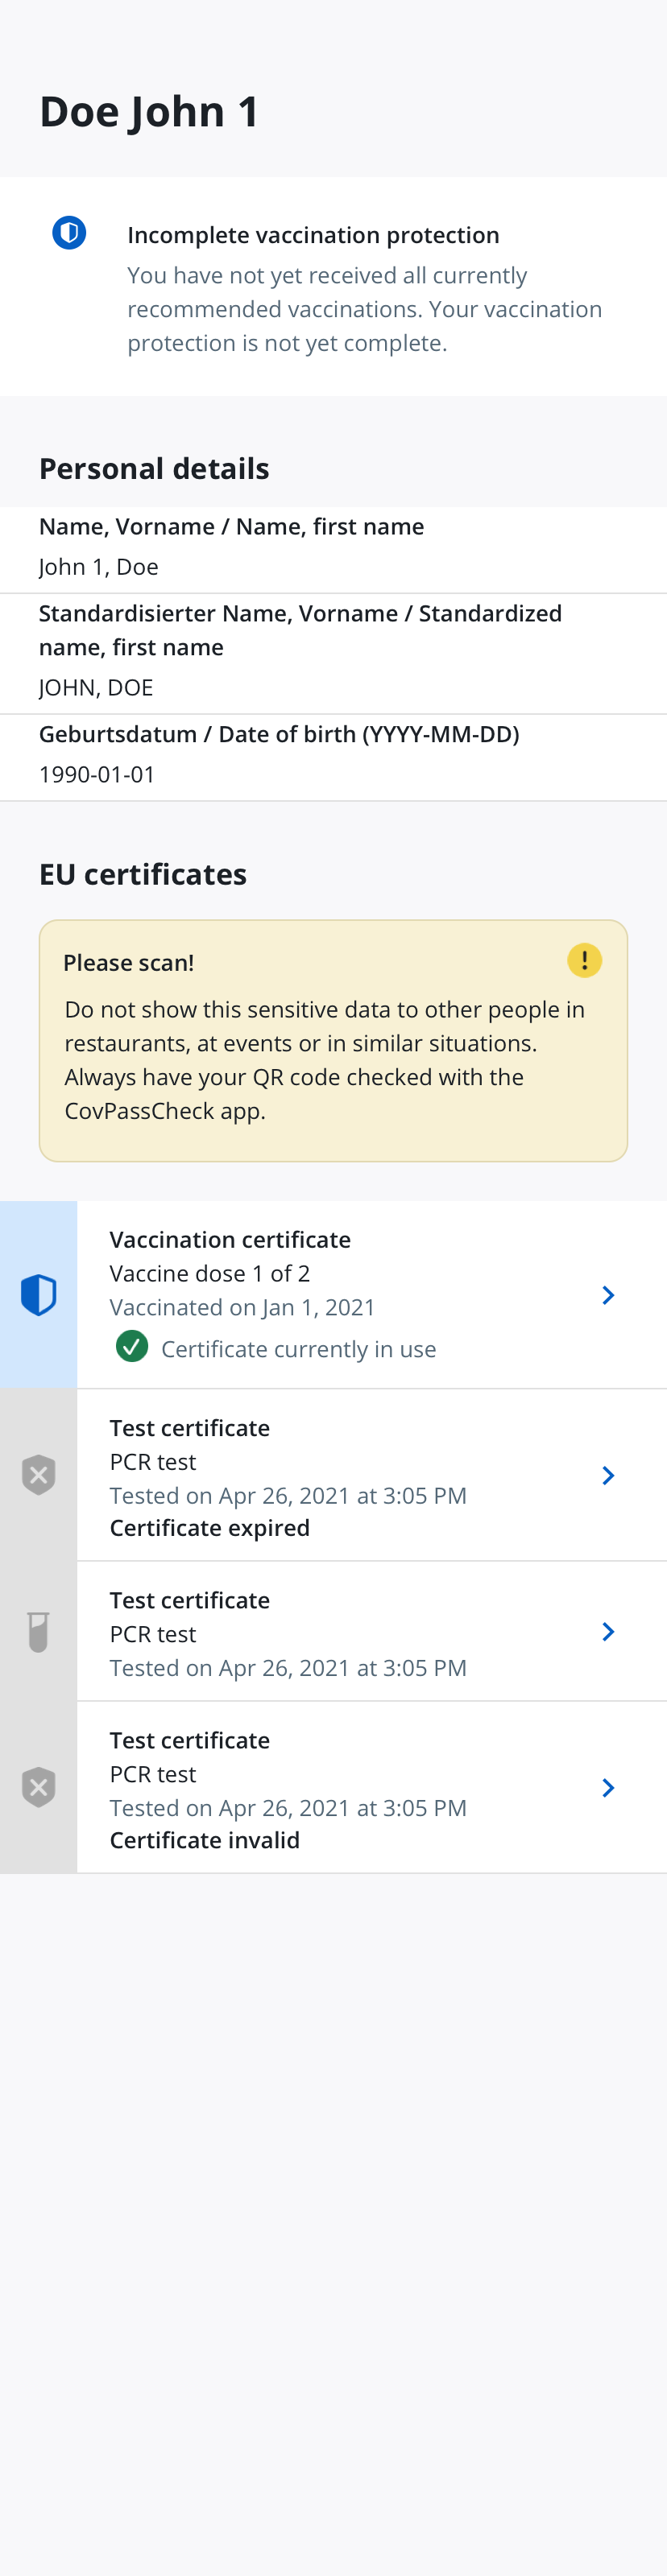 Doe John 1
Incomplete vaccination protection
You have not yet received all currently
recommended vaccinations. Your vaccination
protection is not yet complete.
Personal details
Name, Vorname / Name, first name
John 1, Doe
Standardisierter Name, Vorname / Standardized
name, first name
JOHN, DOE
Geburtsdatum / Date of birth (YYYY-MM-DD)
1990-01-01
EU certificates
Please scan!
Do not show this sensitive data to other people in
restaurants, at events or in similar situations.
Always have your QR code checked with the
CovPassCheck app.
Vaccination certificate
Vaccine dose 1 of 2
Vaccinated on Jan 1, 2021
Certificate currently in use
Test certificate
PCR test
Tested on Apr 26, 2021 at 3:05 PM
Certificate expired
Test certificate
PCR test
Tested on Apr 26, 2021 at 3:05 PM
Test certificate
PCR test
Tested on Apr 26, 2021 at 3:05 PM
Certificate invalid